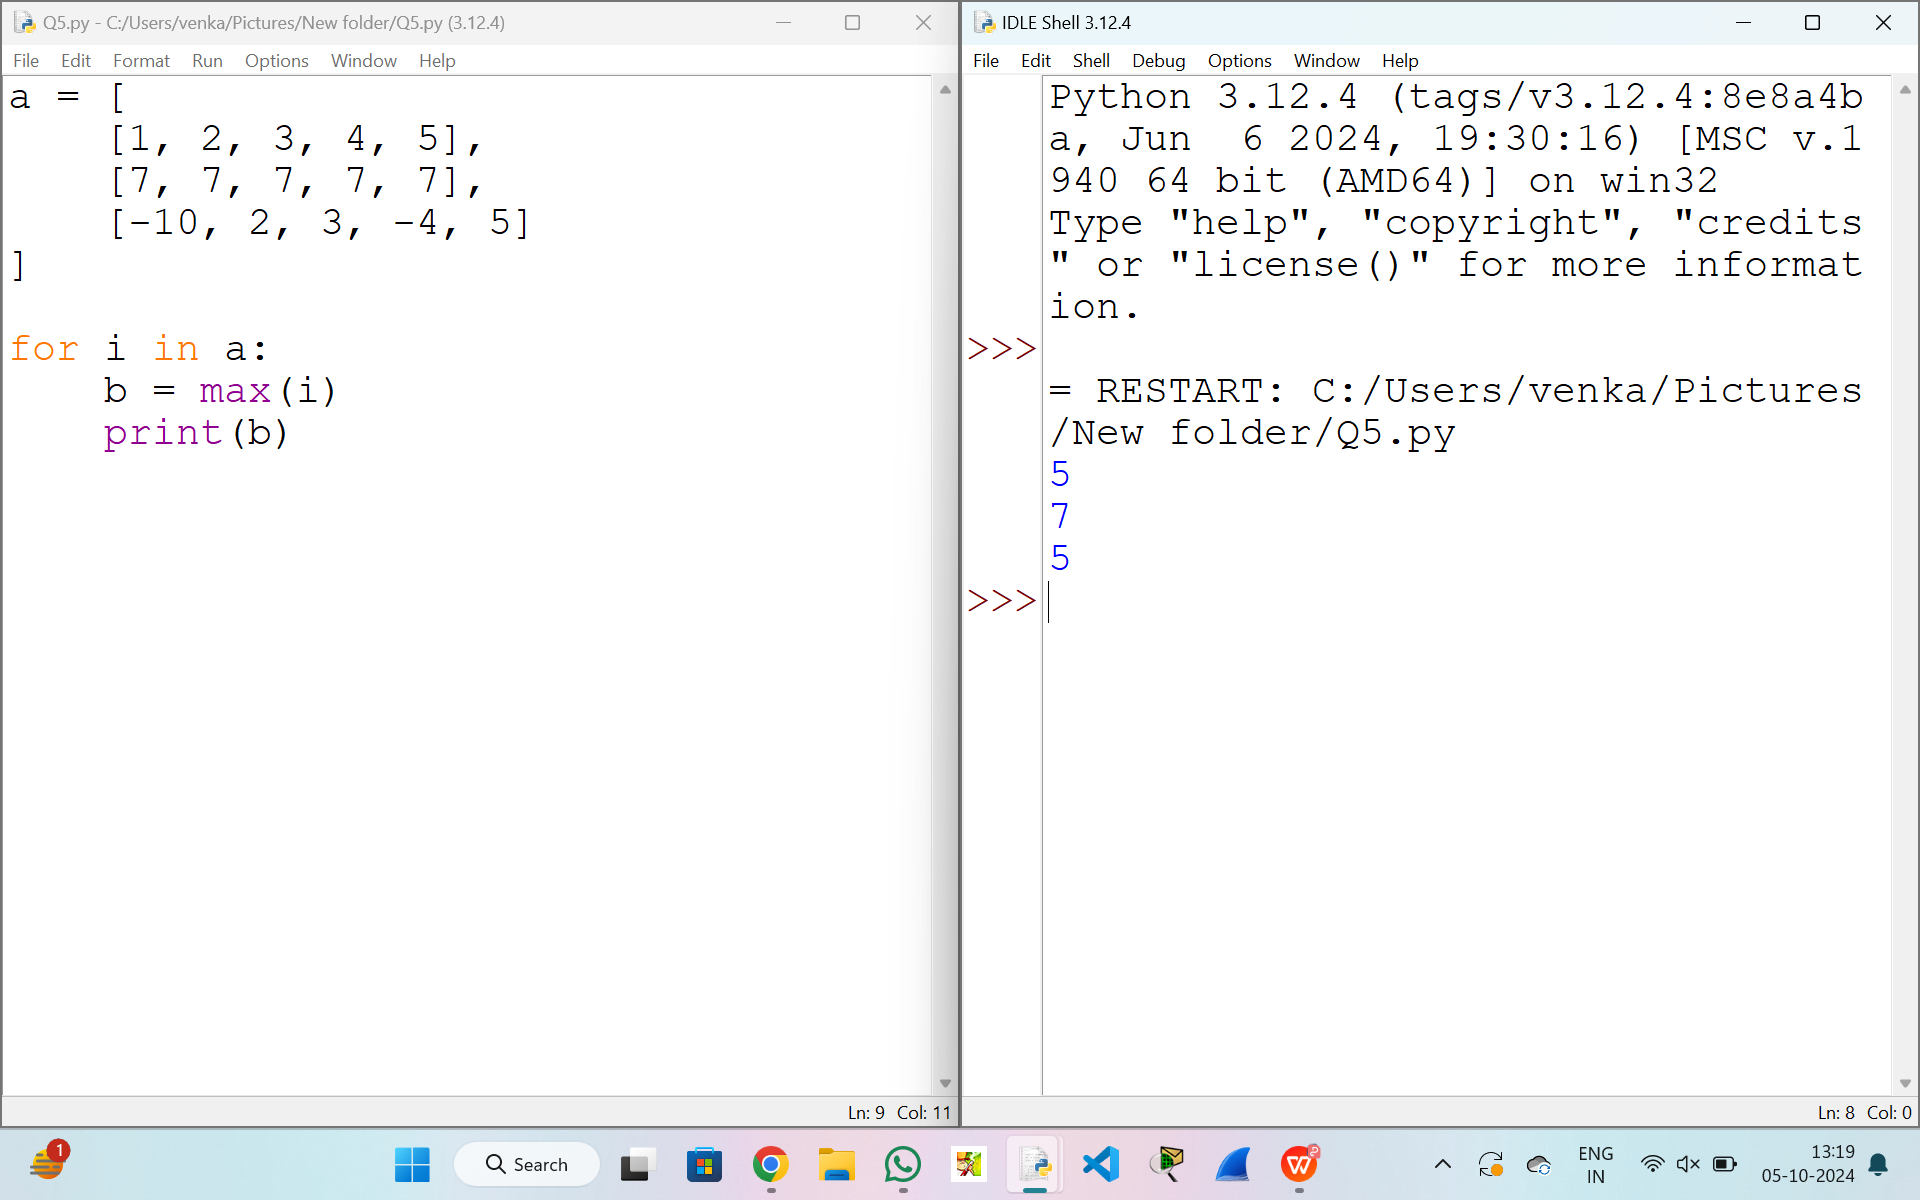 Q5.py - C:/Users/venka/Pictures/New folder/Q5.py (3.12.4)
File Edit Format Run Options Window Help
a = [
    [1, 2, 3, 4, 5],
    [7, 7, 7, 7, 7],
    [-10, 2, 3, -4, 5]
]
for i in a:
    b = max(i)
    print(b)
Ln: 9 Col: 11
IDLE Shell 3.12.4
File Edit Shell Debug Options Window Help
Python 3.12.4 (tags/v3.12.4:8e8a4b
a, Jun  6 2024, 19:30:16) [MSC v.1
940 64 bit (AMD64)] on win32
Type "help", "copyright", "credits
" or "license()" for more informat
ion.
>>>
= RESTART: C:/Users/venka/Pictures
/New folder/Q5.py
5
7
5
>>>
Ln: 8 Col: 0
1
Search
W
ENG
IN
13:19
05-10-2024